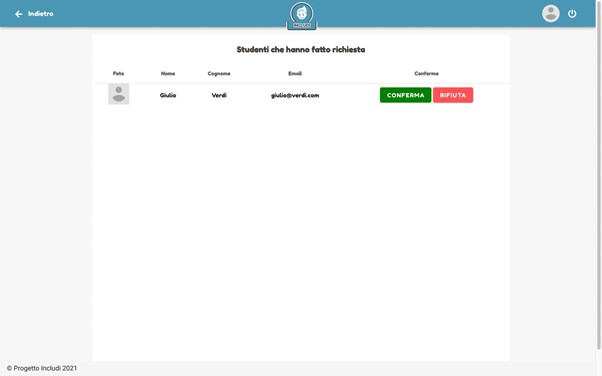 Indietro
INCLUDI
Studenti che hanno fatto richiesta
Foto Nome Cognome Email Conferma
Giulio Verdi giulio@verdi.com CONFERMA RIFIUTA
© Progetto Includi 2021